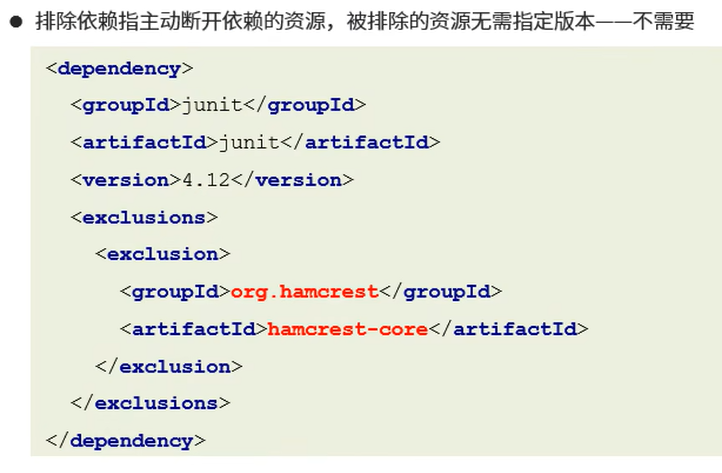 ● 排除依赖指主动断开依赖的资源，被排除的资源无需指定版本——不需要
<dependency>
<groupId>junit</groupId>
<artifactId>junit</artifactId>
<version>4.12</version>
<exclusions>
<exclusion>
<groupId>org.hamcrest</groupId>
<artifactId>hamcrest-core</artifactId>
</exclusion>
</exclusions>
</dependency>